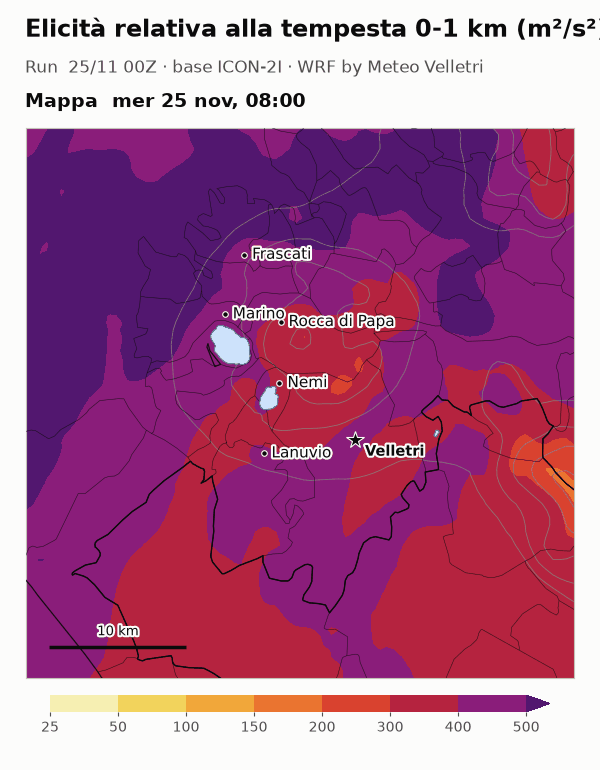 Elicità relativa alla tempesta 0-1 km (m²/s²)
Run  25/11 00Z · base ICON-2I · WRF by Meteo Velletri
Mappa  mer 25 nov, 08:00
Frascati
Marino
Rocca di Papa
Nemi
Velletri
Lanuvio
10 km
25 50 100 150 200 300 400 500